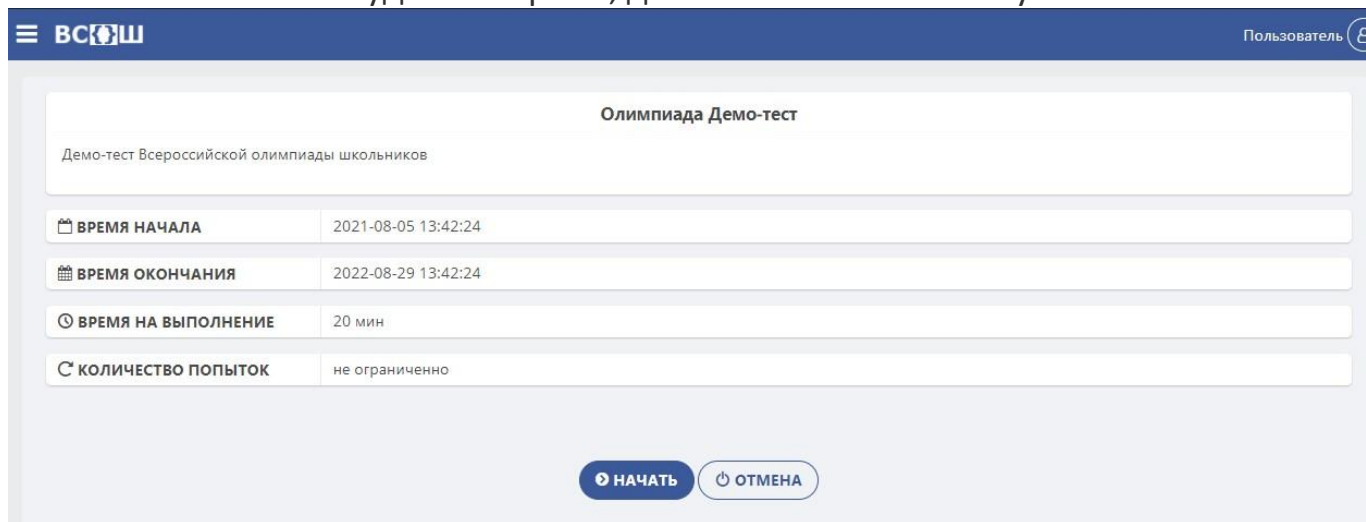 ВС Ш
Пользователь
Олимпиада Демо-тест
Демо-тест Всероссийской олимпиады школьников
ВРЕМЯ НАЧАЛА 2021-08-05 13:42:24
ВРЕМЯ ОКОНЧАНИЯ 2022-08-29 13:42:24
ВРЕМЯ НА ВЫПОЛНЕНИЕ 20 мин
КОЛИЧЕСТВО ПОПЫТОК не ограниченно
НАЧАТЬ ОТМЕНА